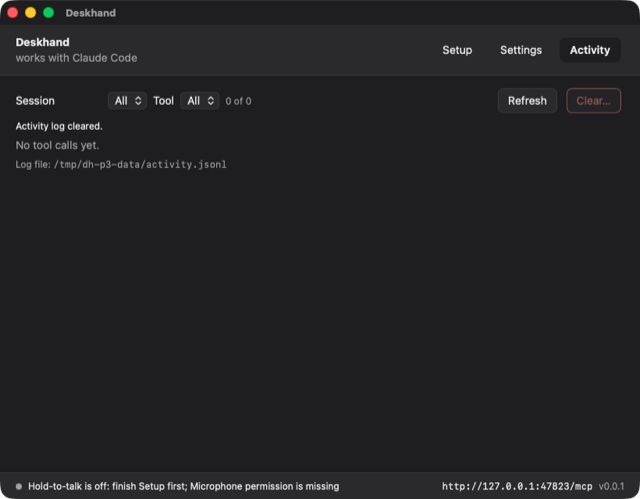 Deskhand
Deskhand
works with Claude Code
Setup Settings Activity
Session All Tool All 0 of 0 Refresh Clear...
Activity log cleared.
No tool calls yet.
Log file: /tmp/dh-p3-data/activity.jsonl
Hold-to-talk is off: finish Setup first; Microphone permission is missing http://127.0.0.1:47823/mcp v0.0.1